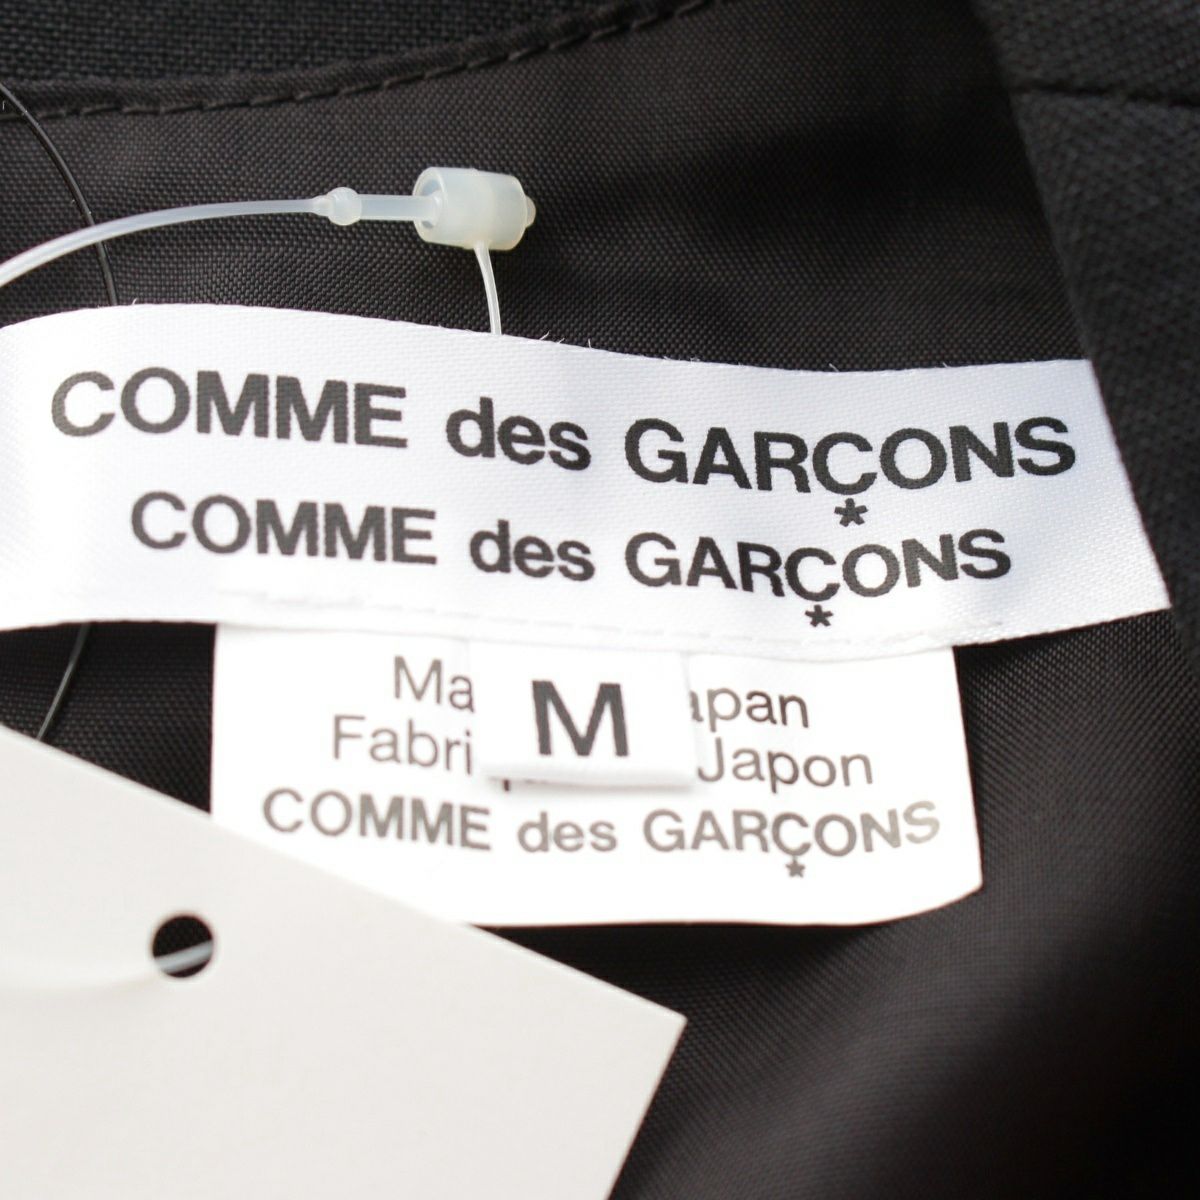 COMME des GARÇONS
COMME des GARÇONS
Ma apan
M
Fabri Japon
COMME des GARÇONS